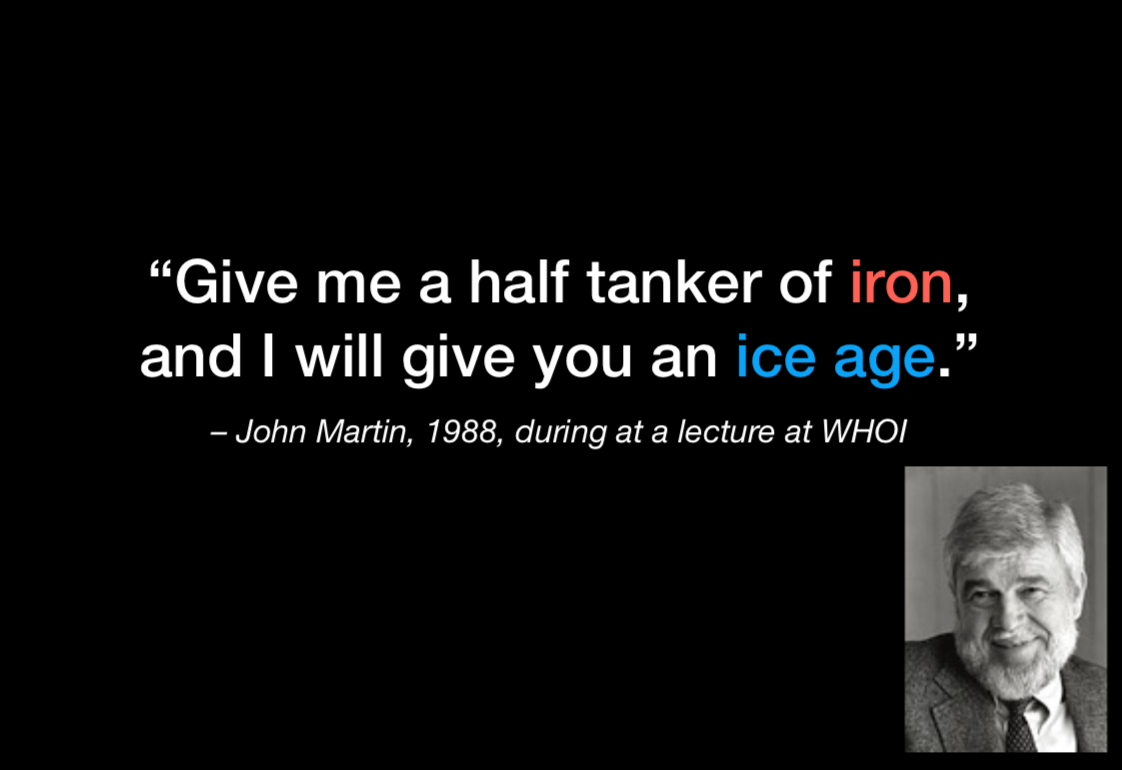 “Give me a half tanker of iron,
and I will give you an ice age.”
– John Martin, 1988, during at a lecture at WHOI